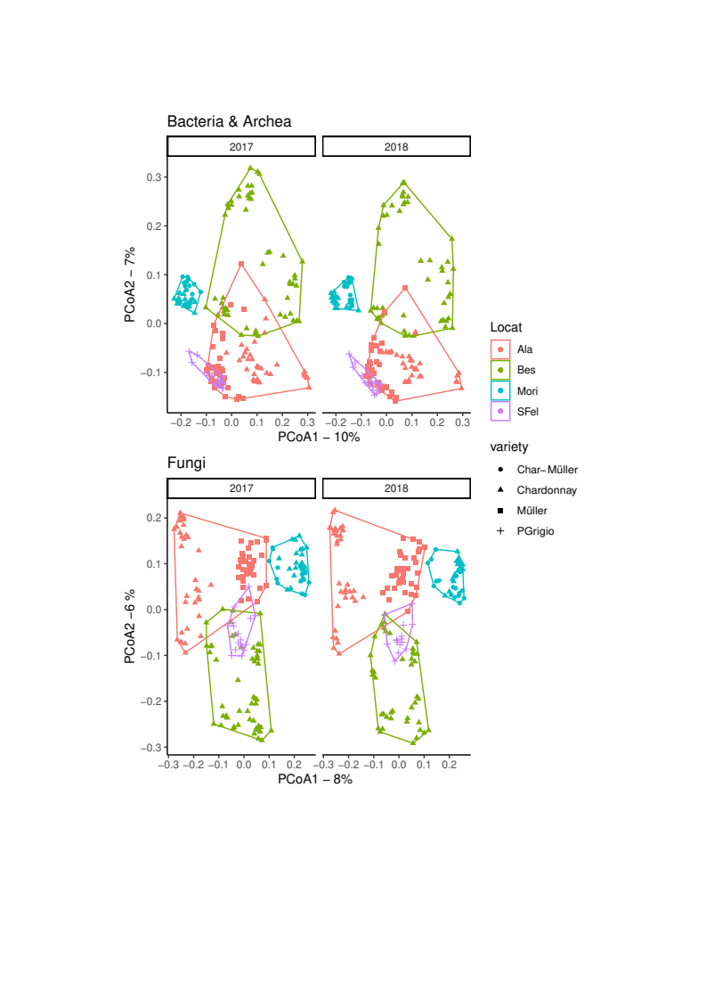 Bacteria & Archea
2017 2018
0.3
0.2
0.1
0.0
−0.1
PCoA2 − 7%
−0.2 −0.1 0.0 0.1 0.2 0.3 −0.2 −0.1 0.0 0.1 0.2 0.3
PCoA1 − 10%
Fungi
2017 2018
0.2
0.1
0.0
−0.1
−0.2
−0.3
PCoA2 −6 %
−0.3 −0.2 −0.1 0.0 0.1 0.2 −0.3 −0.2 −0.1 0.0 0.1 0.2
PCoA1 − 8%
Locat
Ala
Bes
Mori
SFel
variety
Char−Müller
Chardonnay
Müller
PGrigio